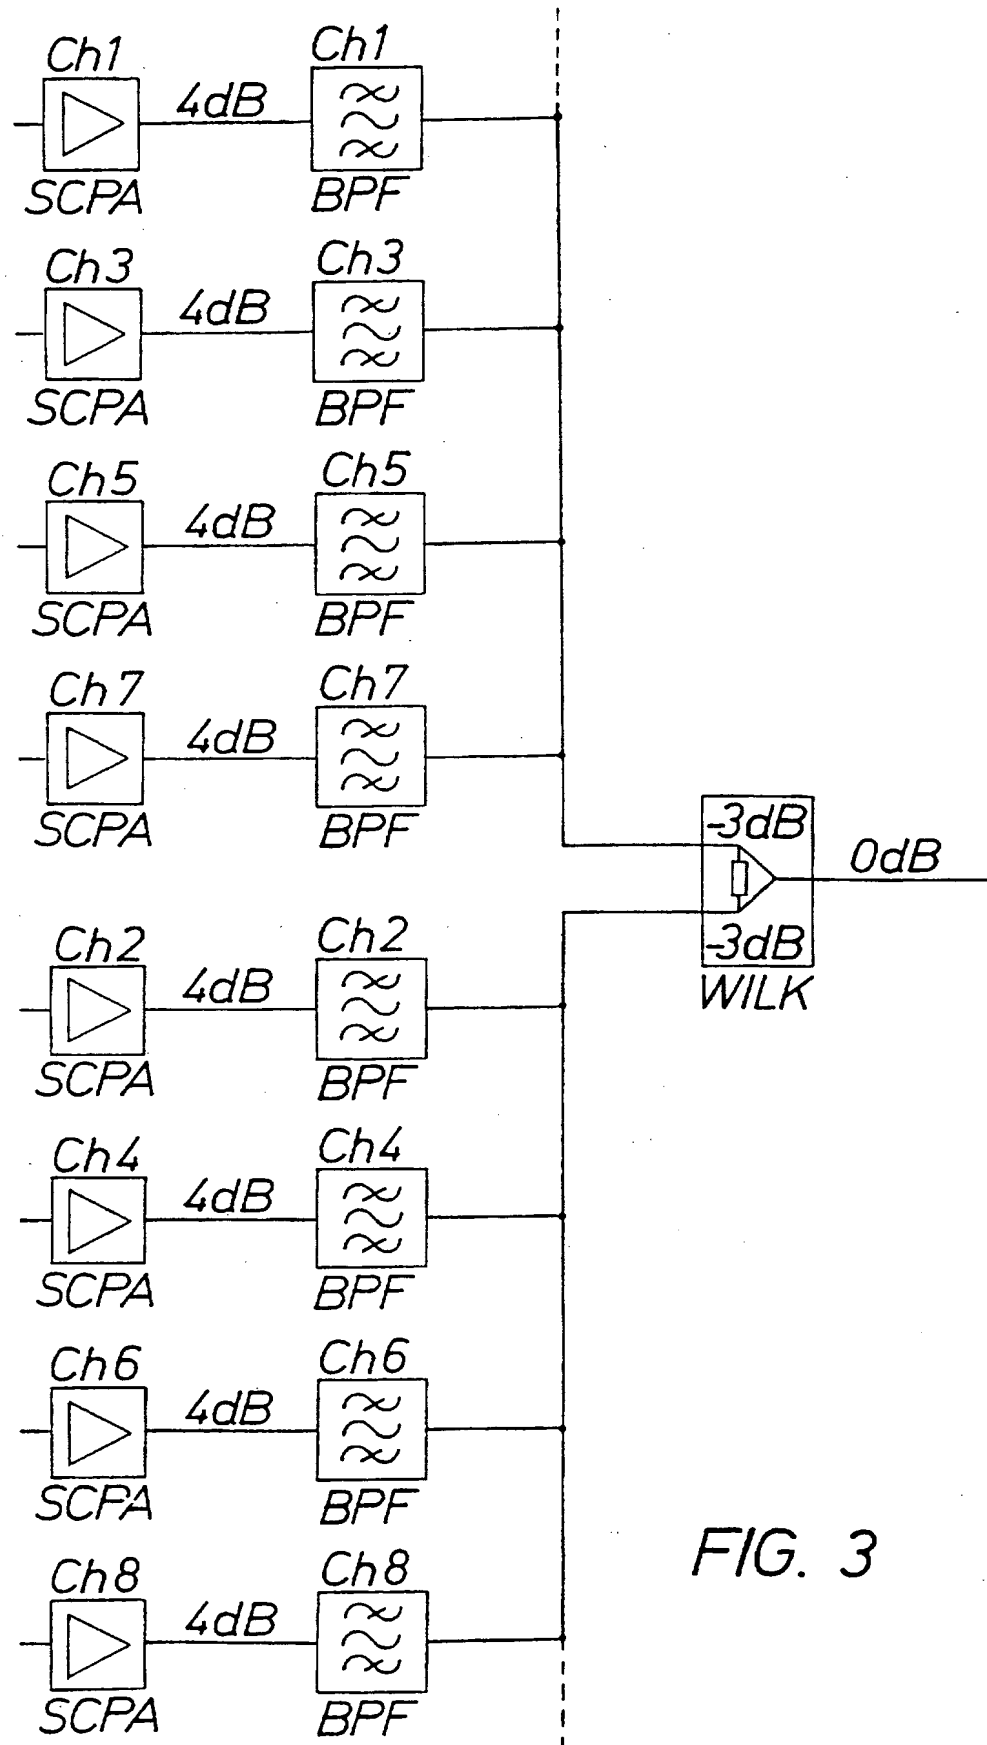 Ch1 Ch1
4dB
SCPA BPF
Ch3 Ch3
4dB
SCPA BPF
Ch5 Ch5
4dB
SCPA BPF
Ch7 Ch7
4dB
SCPA BPF
-3dB
0dB
-3dB
WILK
Ch2 Ch2
4dB
SCPA BPF
Ch4 Ch4
4dB
SCPA BPF
Ch6 Ch6
4dB
SCPA BPF
Ch8 Ch8
4dB
SCPA BPF
FIG. 3